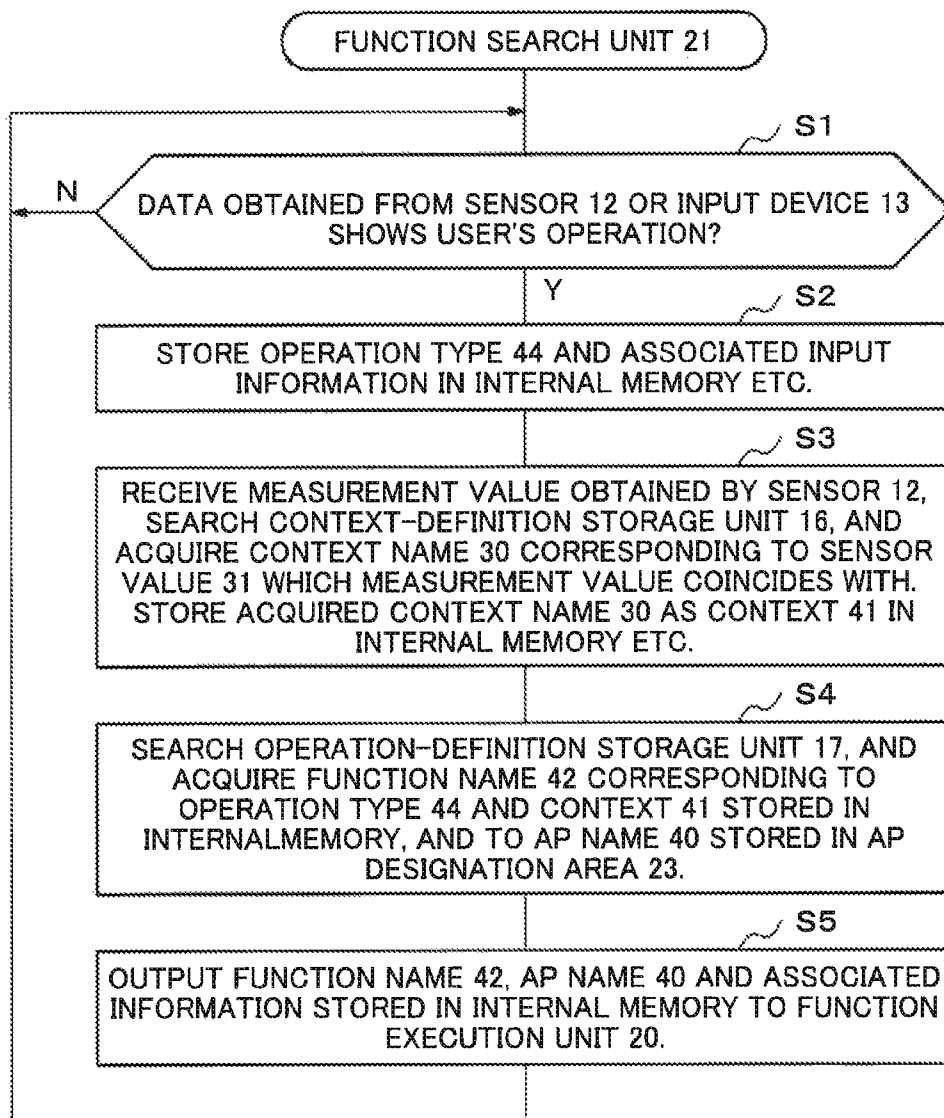 FUNCTION SEARCH UNIT 21
S1
N
DATA OBTAINED FROM SENSOR 12 OR INPUT DEVICE 13
SHOWS USER'S OPERATION?
Y
S2
STORE OPERATION TYPE 44 AND ASSOCIATED INPUT
INFORMATION IN INTERNAL MEMORY ETC.
S3
RECEIVE MEASUREMENT VALUE OBTAINED BY SENSOR 12,
SEARCH CONTEXT-DEFINITION STORAGE UNIT 16, AND
ACQUIRE CONTEXT NAME 30 CORRESPONDING TO SENSOR
VALUE 31 WHICH MEASUREMENT VALUE COINCIDES WITH.
STORE ACQUIRED CONTEXT NAME 30 AS CONTEXT 41 IN
INTERNAL MEMORY ETC.
S4
SEARCH OPERATION-DEFINITION STORAGE UNIT 17, AND
ACQUIRE FUNCTION NAME 42 CORRESPONDING TO
OPERATION TYPE 44 AND CONTEXT 41 STORED IN
INTERNALMEMORY, AND TO AP NAME 40 STORED IN AP
DESIGNATION AREA 23.
S5
OUTPUT FUNCTION NAME 42, AP NAME 40 AND ASSOCIATED
INFORMATION STORED IN INTERNAL MEMORY TO FUNCTION
EXECUTION UNIT 20.